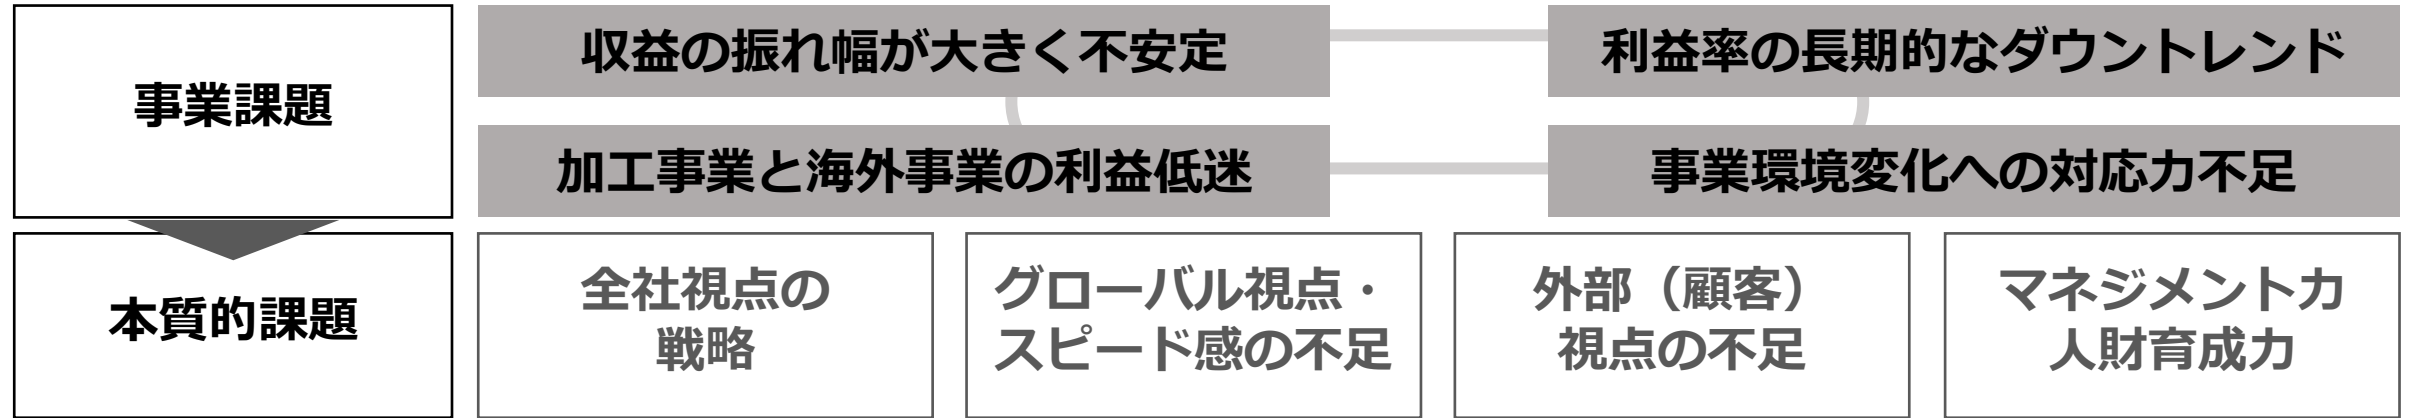 事業課題
収益の振れ幅が大きく不安定
利益率の長期的なダウントレンド
加工事業と海外事業の利益低迷
事業環境変化への対応力不足
本質的課題
全社視点の
戦略
グローバル視点・
スピード感の不足
外部（顧客）
視点の不足
マネジメント力
人財育成力